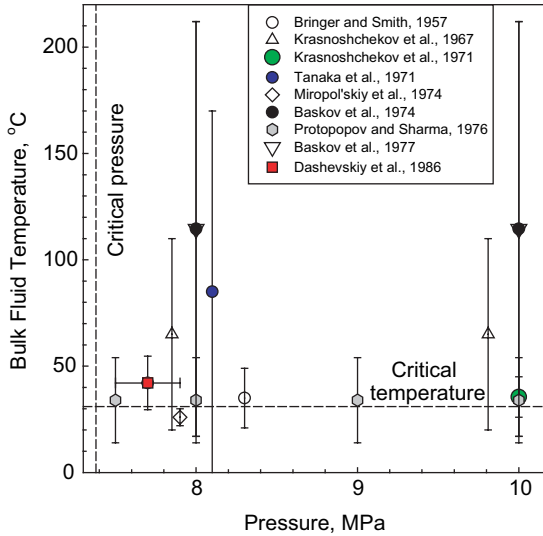 220
200
150
100
50
0
Bulk Fluid Temperature, °C
Critical pressure
Bringer and Smith, 1957
Krasnoshchekov et al., 1967
Krasnoshchekov et al., 1971
Tanaka et al., 1971
Miropol'skiy et al., 1974
Baskov et al., 1974
Protopopov and Sharma, 1976
Baskov et al., 1977
Dashevskiy et al., 1986
Critical
temperature
8
9
10
Pressure, MPa